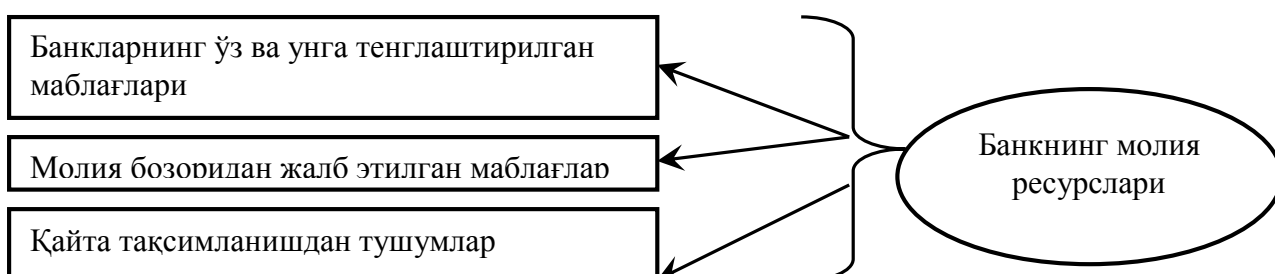 Банкларнинг ўз ва унга тенглаштирилган
маблағлари
Молия бозоридан жалб этилган маблағлар
Қайта тақсимланишдан тушумлар
Банкнинг молия
ресурслари